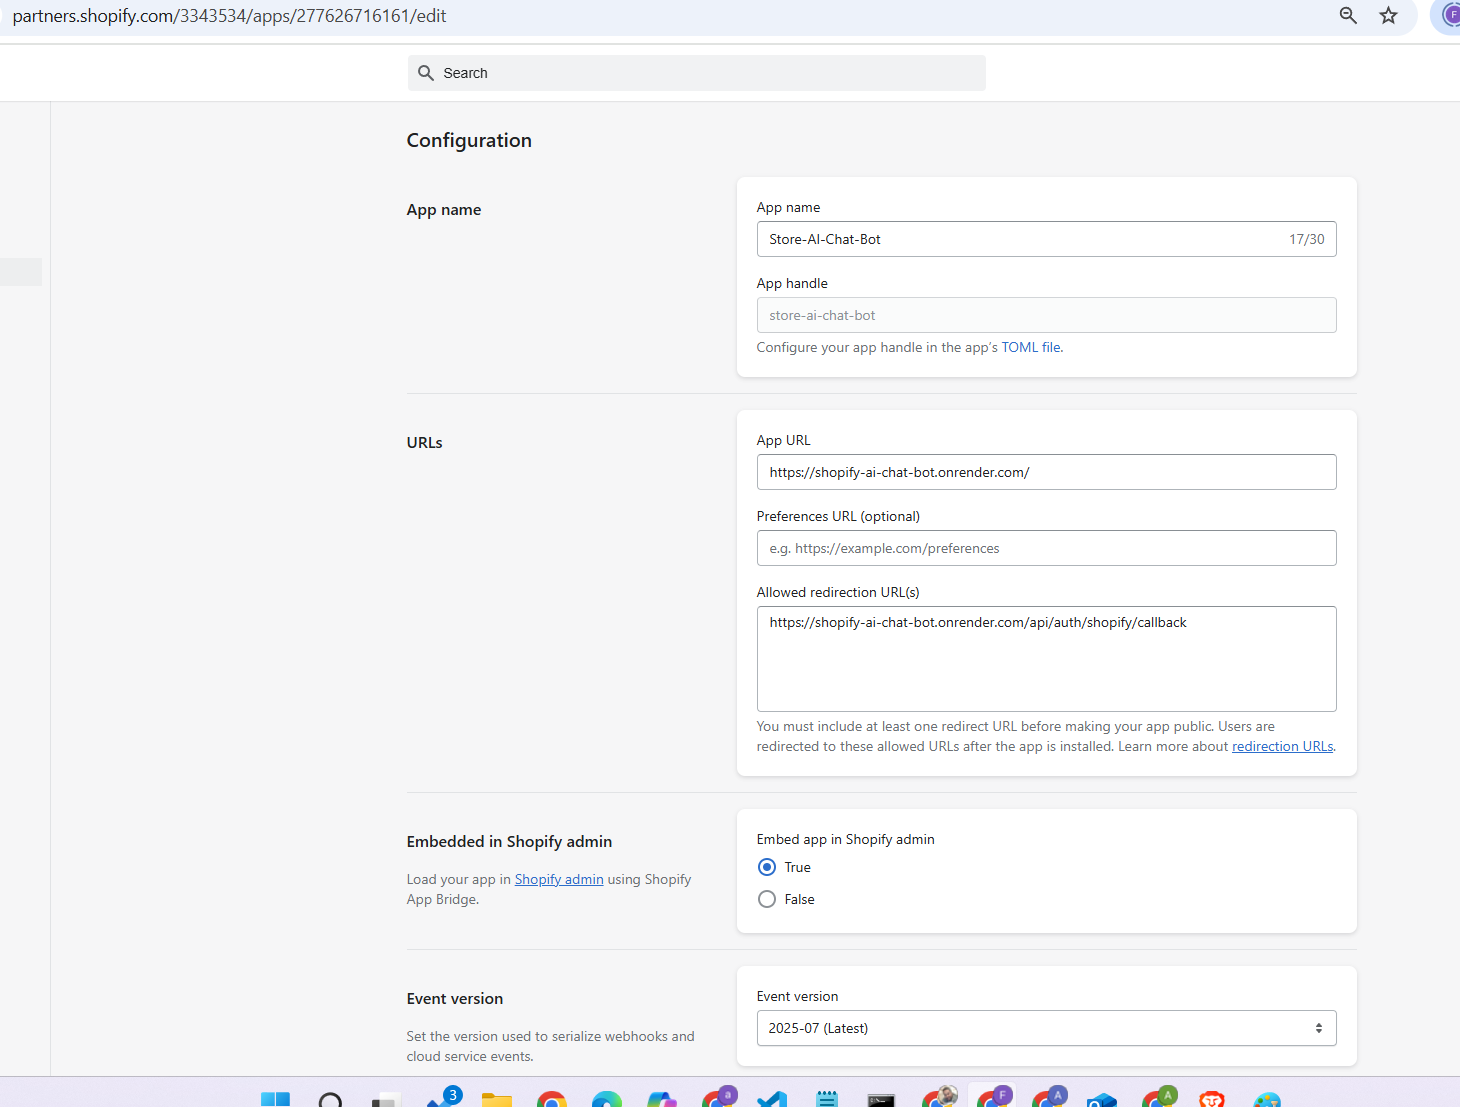 partners.shopify.com/3343534/apps/277626716161/edit
F
Search
Configuration
App name
App name
Store-AI-Chat-Bot
17/30
App handle
store-ai-chat-bot
Configure your app handle in the app's TOML file.
URLs
App URL
https://shopify-ai-chat-bot.onrender.com/
Preferences URL (optional)
e.g. https://example.com/preferences
Allowed redirection URL(s)
https://shopify-ai-chat-bot.onrender.com/api/auth/shopify/callback
You must include at least one redirect URL before making your app public. Users are
redirected to these allowed URLs after the app is installed. Learn more about redirection URLs.
Embedded in Shopify admin
Load your app in Shopify admin using Shopify
App Bridge.
Embed app in Shopify admin
True
False
Event version
Set the version used to serialize webhooks and
cloud service events.
Event version
2025-07 (Latest)
3
a
F
A
A